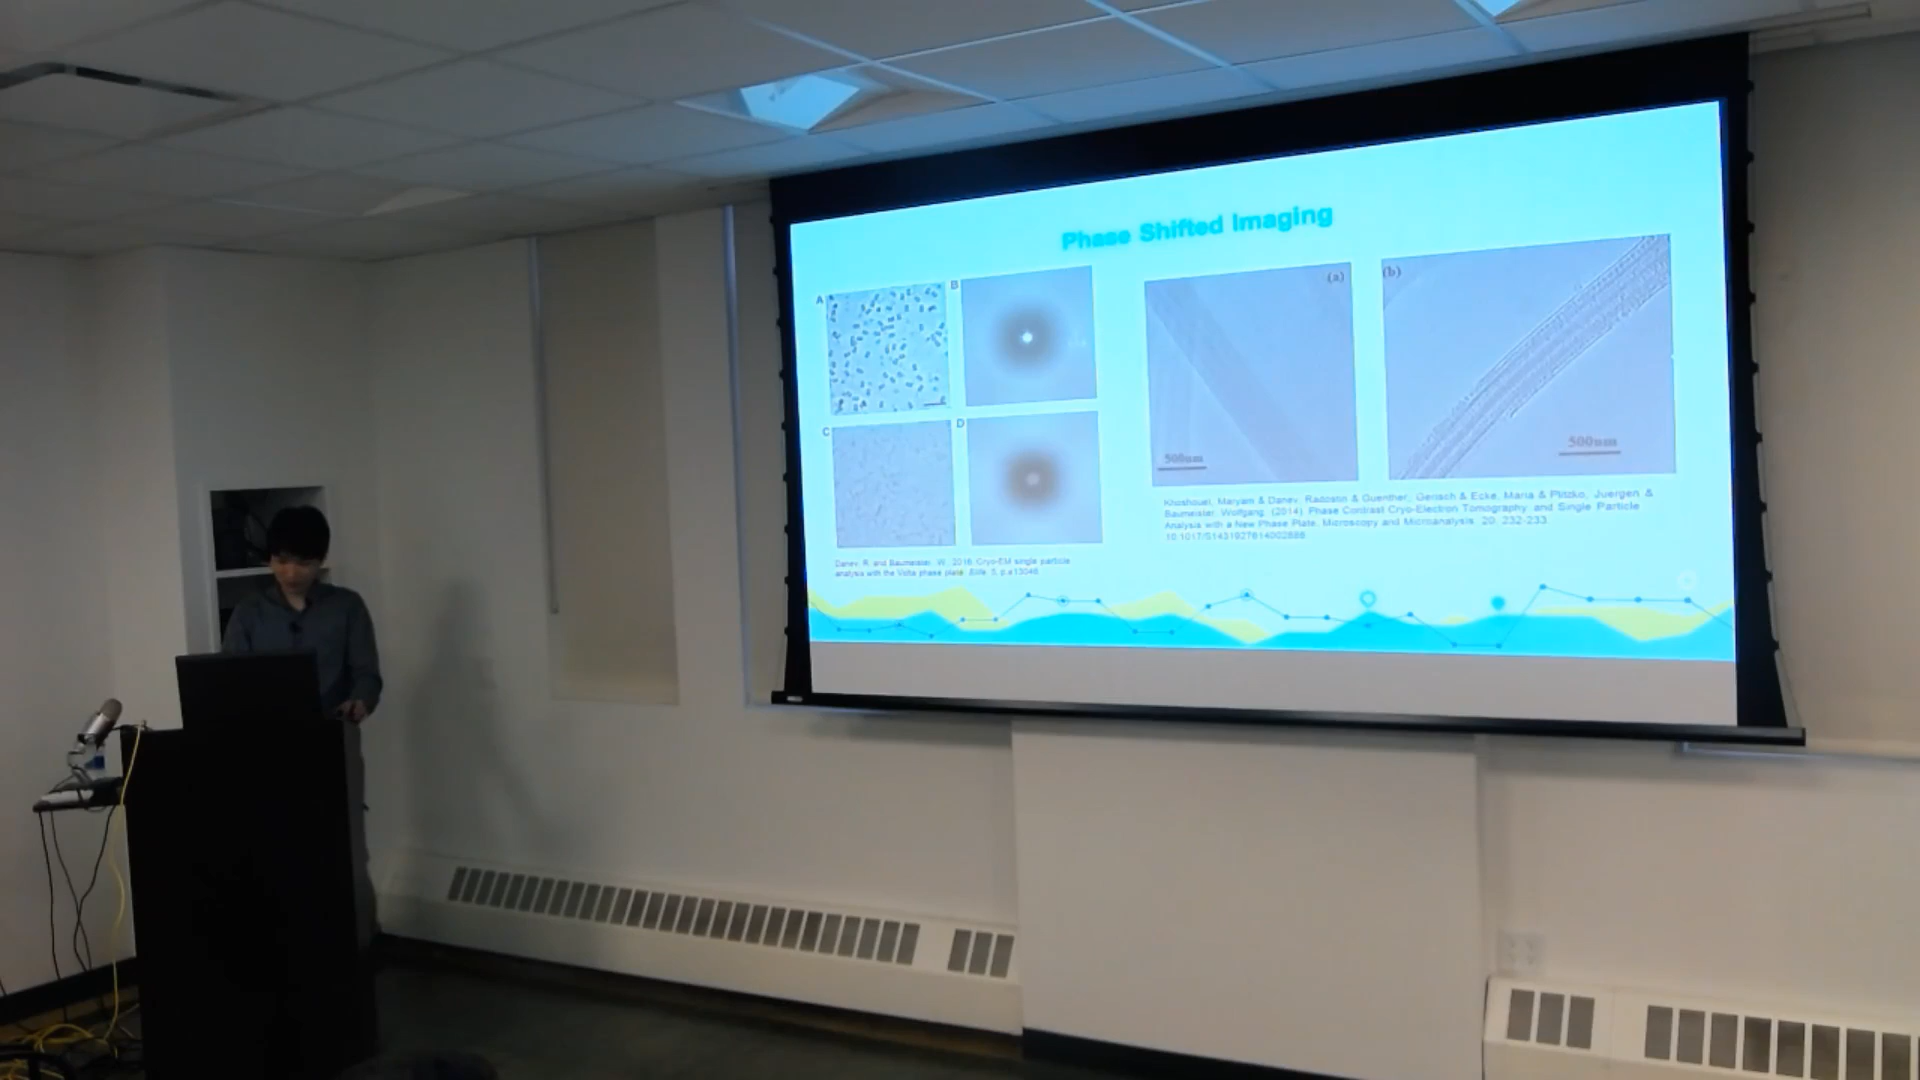 Phase Shifted Imaging
A
B
(a)
(b)
C
D
500um
500um
Khoshouei, Maryam & Danev, Radostin & Guenther, Gerisch & Ecke, Maria & Plitzko, Juergen &
Baumeister, Wolfgang. (2014). Phase Contrast Cryo-Electron Tomography and Single Particle
Analysis with a New Phase Plate. Microscopy and Microanalysis. 20. 232-233.
10.1017/S1431927614002888
Danev, R. and Baumeister, W., 2016. Cryo-EM single particle
analysis with the Volta phase plate. Elife, 5, p.e13046.